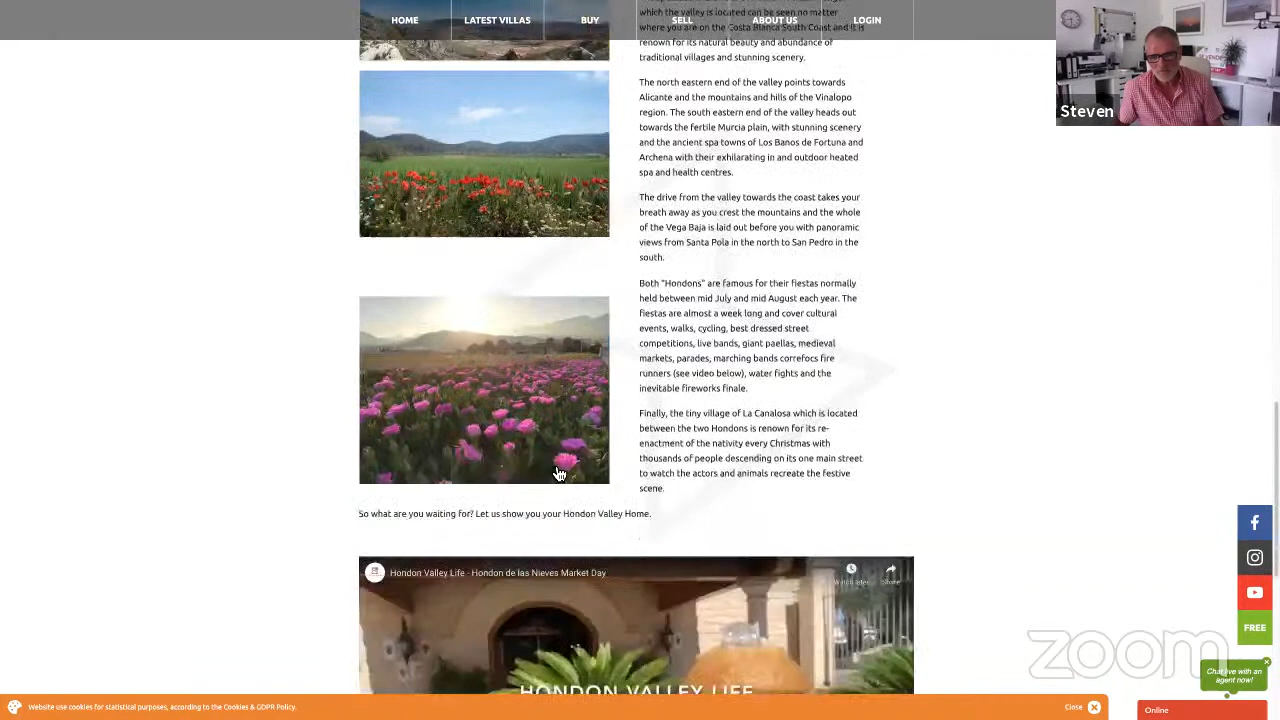 HOME
LATEST VILLAS
BUY
SELL
ABOUT US
LOGIN
which the valley is located can be seen no matter
where you are on the Costa Blanca South Coast and it is
renown for its natural beauty and abundance of
traditional villages and stunning scenery.
The north eastern end of the valley points towards
Alicante and the mountains and hills of the Vinalopo
region. The south eastern end of the valley heads out
towards the fertile Murcia plain, with stunning scenery
and the ancient spa towns of Los Banos de Fortuna and
Archena with their exhilarating in and outdoor heated
spa and health centres.
The drive from the valley towards the coast takes your
breath away as you crest the mountains and the whole
of the Vega Baja is laid out before you with panoramic
views from Santa Pola in the north to San Pedro in the
south.
Both "Hondons" are famous for their fiestas normally
held between mid July and mid August each year. The
fiestas are almost a week long and cover cultural
events, walks, cycling, best dressed street
competitions, live bands, giant paellas, medieval
markets, parades, marching bands correfocs fire
runners (see video below), water fights and the
inevitable fireworks finale.
Finally, the tiny village of La Canalosa which is located
between the two Hondons is renown for its re-
enactment of the nativity every Christmas with
thousands of people descending on its one main street
to watch the actors and animals recreate the festive
scene.
So what are you waiting for? Let us show you your Hondon Valley Home.
Hondon Valley Life - Hondon de las Nieves Market Day
Watch later
Share
HONDON VALLEY LIFE
Steven
FREE
zoom
Chat live with an
agent now!
Website use cookies for statistical purposes, according to the Cookies & GDPR Policy.
Close
Online